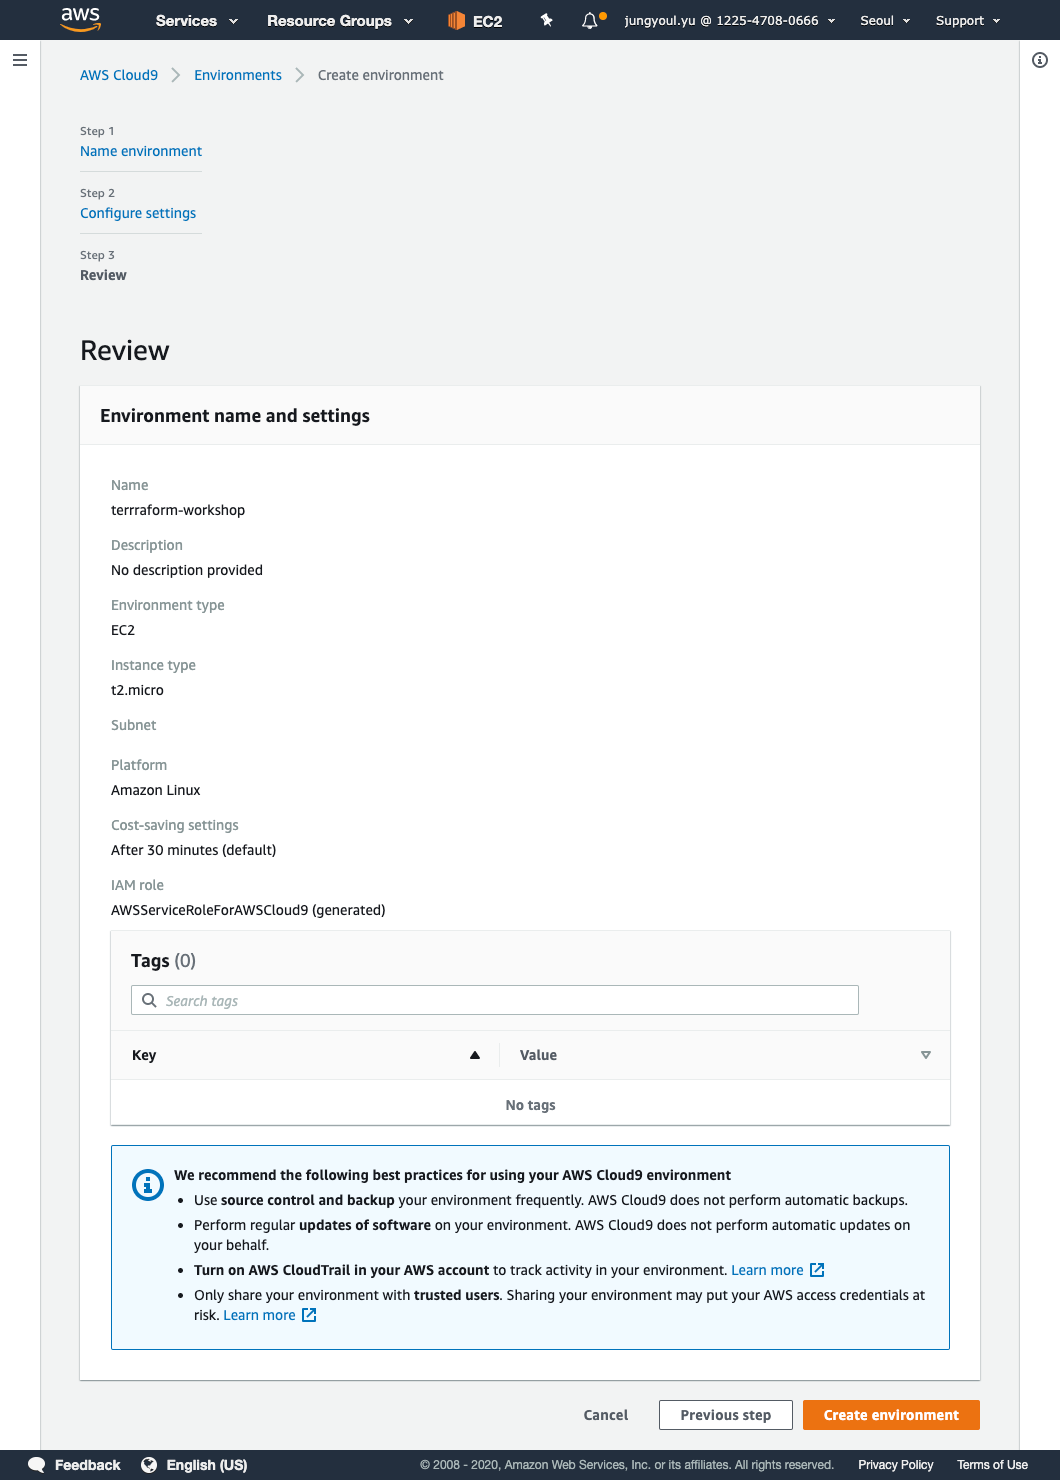 aws
Services
Resource Groups
EC2
jungyoul.yu @ 1225-4708-0666
Seoul
Support
AWS Cloud9
Environments
Create environment
Step 1
Name environment
Step 2
Configure settings
Step 3
Review
Review
Environment name and settings
Name
terrraform-workshop
Description
No description provided
Environment type
EC2
Instance type
t2.micro
Subnet
Platform
Amazon Linux
Cost-saving settings
After 30 minutes (default)
IAM role
AWSServiceRoleForAWSCloud9 (generated)
Tags (0)
Search tags
Key
Value
No tags
We recommend the following best practices for using your AWS Cloud9 environment
• Use source control and backup your environment frequently. AWS Cloud9 does not perform automatic backups.
• Perform regular updates of software on your environment. AWS Cloud9 does not perform automatic updates on
your behalf.
• Turn on AWS CloudTrail in your AWS account to track activity in your environment. Learn more
• Only share your environment with trusted users. Sharing your environment may put your AWS access credentials at
risk. Learn more
Cancel
Previous step
Create environment
Feedback
English (US)
© 2008 - 2020, Amazon Web Services, Inc. or its affiliates. All rights reserved.
Privacy Policy
Terms of Use